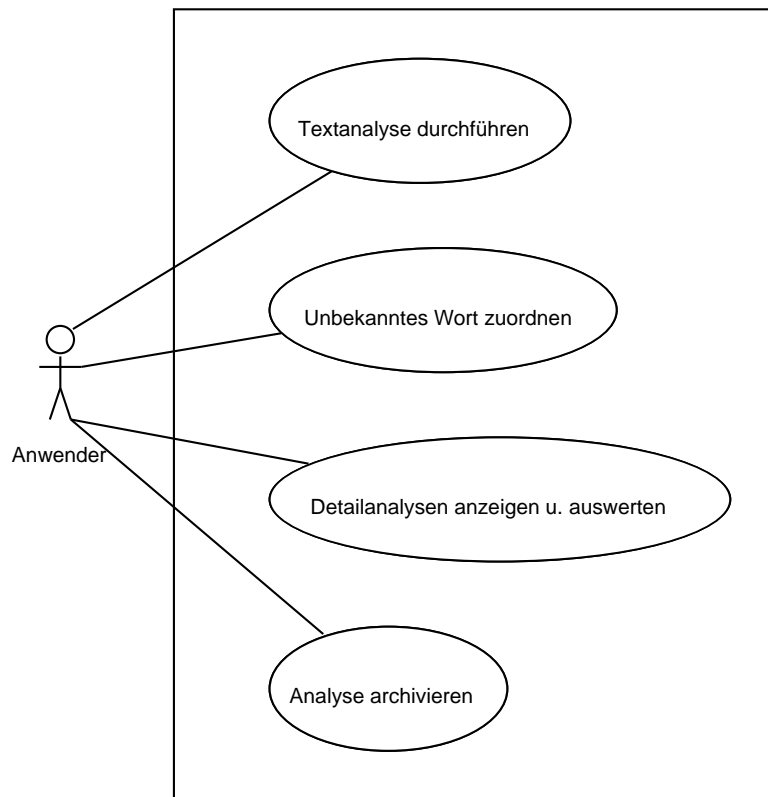 Textanalyse durchführen
Unbekanntes Wort zuordnen
Anwender
Detailanalysen anzeigen u. auswerten
Analyse archivieren